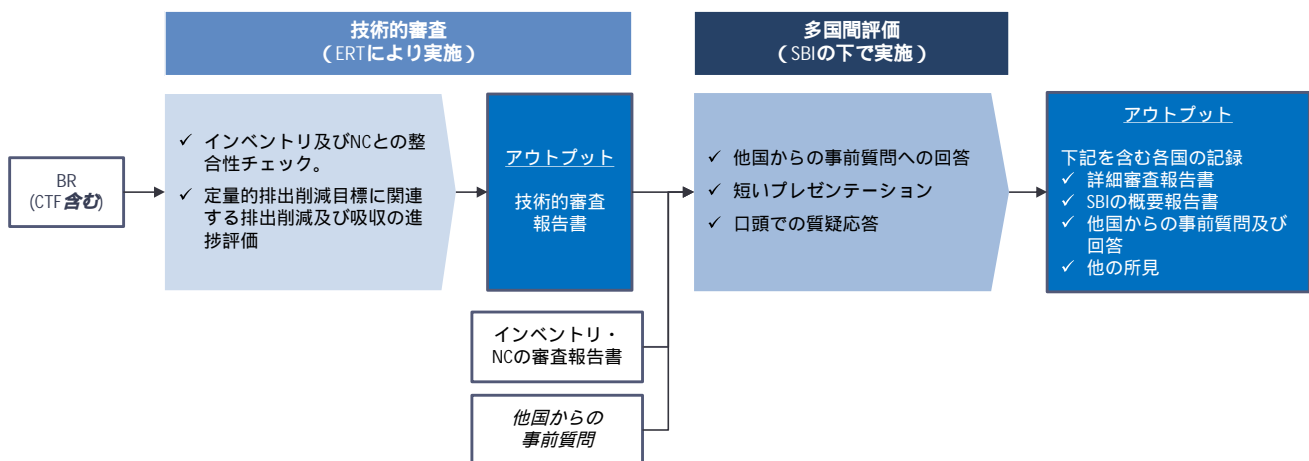 技術的審査
（ERTにより実施）
多国間評価
（SBIの下で実施）
BR
(CTF含む)
✓ インベントリ及びNCとの整
合性チェック。
✓ 定量的排出削減目標に関連
する排出削減及び吸収の進
捗評価
アウトプット
技術的審査
報告書
インベントリ・
NCの審査報告書
他国からの
事前質問
✓ 他国からの事前質問への回答
✓ 短いプレゼンテーション
✓ 口頭での質疑応答
アウトプット
下記を含む各国の記録
✓ 詳細審査報告書
✓ SBIの概要報告書
✓ 他国からの事前質問及び
回答
✓ 他の所見